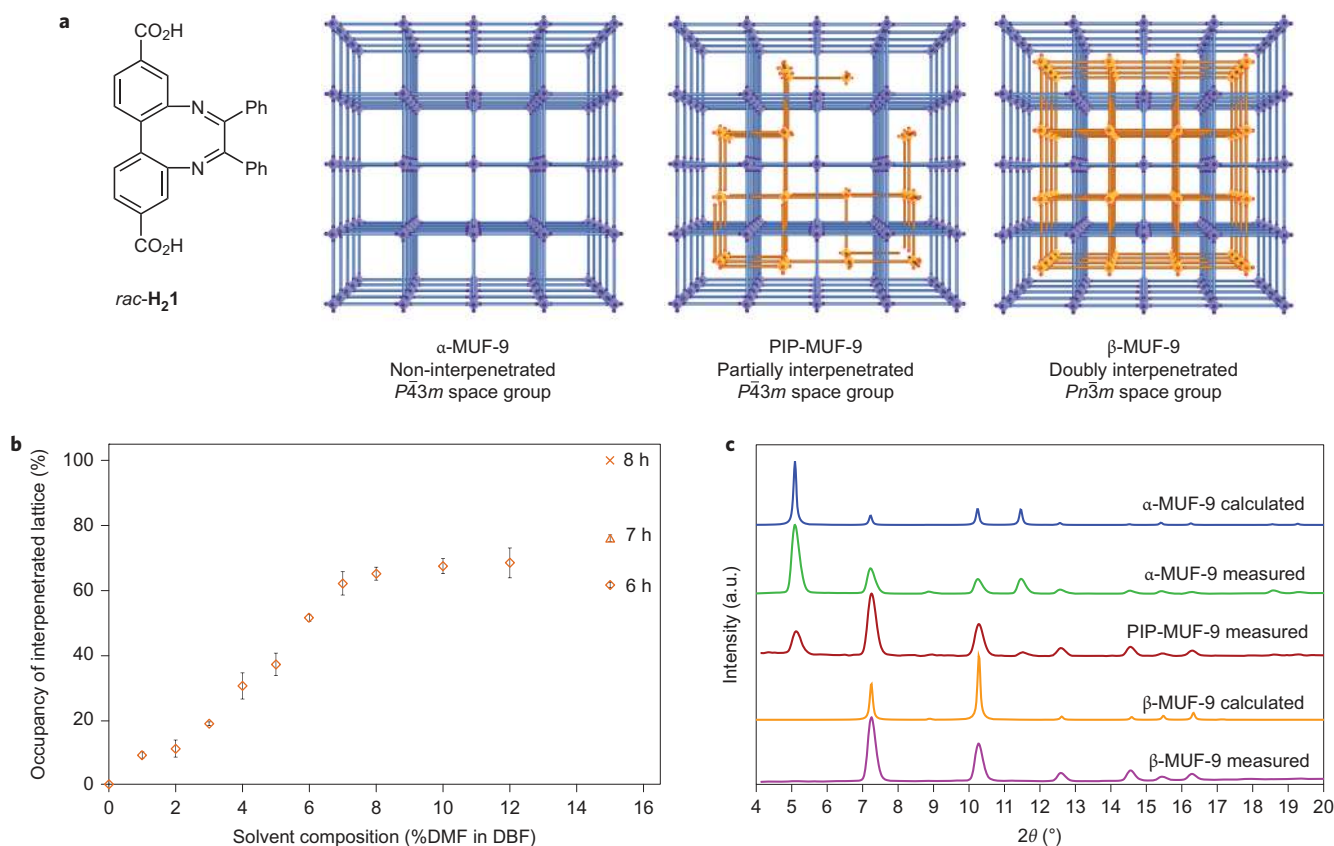 a
CO₂H
N
Ph
N
Ph
CO₂H
rac-H₂1
α-MUF-9
Non-interpenetrated
P4̅3m space group
PIP-MUF-9
Partially interpenetrated
P4̅3m space group
β-MUF-9
Doubly interpenetrated
Pn3̅m space group
b
Occupancy of interpenetrated lattice (%)
100
80
60
40
20
0
8 h
7 h
6 h
0 2 4 6 8 10 12 14 16
Solvent composition (%DMF in DBF)
c
Intensity (a.u.)
α-MUF-9 calculated
α-MUF-9 measured
PIP-MUF-9 measured
β-MUF-9 calculated
β-MUF-9 measured
4 5 6 7 8 9 10 11 12 13 14 15 16 17 18 19 20
2θ (°)